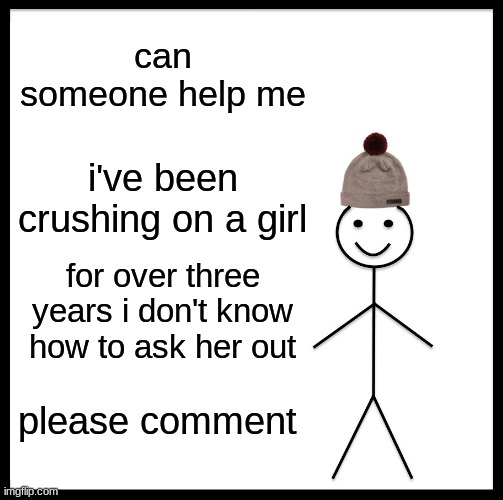 can
someone help me
i've been
crushing on a girl
for over three
years i don't know
how to ask her out
please comment
imgflip.com